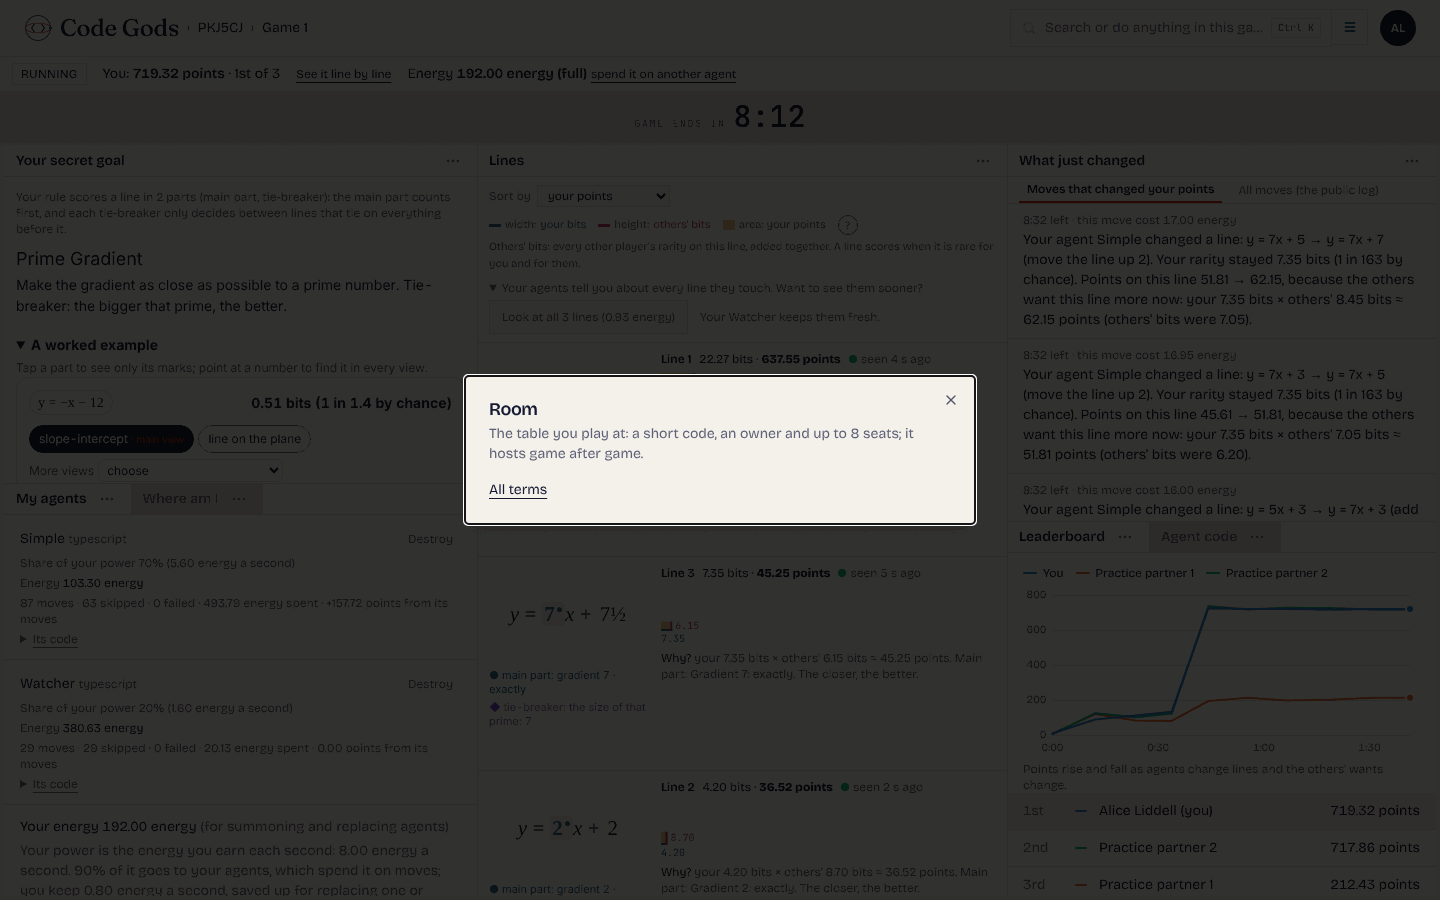 Code Gods › PKJ5CJ › Game 1
Search or do anything in this ga... Ctrl K
AL
RUNNING You: 719.32 points · 1st of 3 See it line by line Energy 192.00 energy (full) spend it on another agent
GAME ENDS IN 8:12
Your secret goal
Your rule scores a line in 2 parts (main part, tie-breaker): the main part counts
first, and each tie-breaker only decides between lines that tie on everything
before it.
Prime Gradient
Make the gradient as close as possible to a prime number. Tie-
breaker: the bigger that prime, the better.
▼ A worked example
Tap a part to see only its marks; point at a number to find it in every view.
y = −x − 12 0.51 bits (1 in 1.4 by chance)
slope-intercept main view line on the plane
More views choose
My agents Where am I
Simple typescript Destroy
Share of your power 70% (5.60 energy a second)
Energy 103.30 energy
87 moves · 63 skipped · 0 failed · 493.79 energy spent · +157.72 points from its
moves
▶ Its code
Watcher typescript Destroy
Share of your power 20% (1.60 energy a second)
Energy 380.63 energy
29 moves · 29 skipped · 0 failed · 20.13 energy spent · 0.00 points from its
moves
▶ Its code
Your energy 192.00 energy (for summoning and replacing agents)
Your power is the energy you earn each second: 8.00 energy a
second. 90% of it goes to your agents, which spend it on moves;
you keep 0.80 energy a second, saved up for replacing one or
Lines
Sort by your points
width: your bits height: others' bits area: your points ?
Others' bits: every other player's rarity on this line, added together. A line scores when it is rare for
you and for them.
▼ Your agents tell you about every line they touch. Want to see them sooner?
Look at all 3 lines (0.93 energy) Your Watcher keeps them fresh.
Line 1 22.27 bits · 637.55 points seen 4 s ago
Room
The table you play at: a short code, an owner and up to 8 seats; it
hosts game after game.
All terms
Line 3 7.35 bits · 45.25 points seen 3 s ago
y = 7x + 7½
6.15
7.35
Why? your 7.35 bits × others' 6.15 bits ≈ 45.25 points. Main
part: Gradient 7: exactly. The closer, the better.
main part: gradient 7 ·
exactly
tie-breaker: the size of that
prime: 7
Line 2 4.20 bits · 36.52 points seen 2 s ago
y = 2x + 2
8.70
4.20
Why? your 4.20 bits × others' 8.70 bits ≈ 36.52 points. Main
part: Gradient 2: exactly. The closer, the better.
main part: gradient 2 ·
What just changed
Moves that changed your points All moves (the public log)
8:32 left · this move cost 17.00 energy
Your agent Simple changed a line: y = 7x + 5 → y = 7x + 7
(move the line up 2). Your rarity stayed 7.35 bits (1 in 163 by
chance). Points on this line 51.81 → 62.15, because the others
want this line more now: your 7.35 bits × others' 8.45 bits ≈
62.15 points (others' bits were 7.05).
8:32 left · this move cost 16.95 energy
Your agent Simple changed a line: y = 7x + 3 → y = 7x + 5
(move the line up 2). Your rarity stayed 7.35 bits (1 in 163 by
chance). Points on this line 45.61 → 51.81, because the others
want this line more now: your 7.35 bits × others' 7.05 bits ≈
51.81 points (others' bits were 6.20).
8:32 left · this move cost 16.00 energy
Your agent Simple changed a line: y = 5x + 3 → y = 7x + 3 (add
Leaderboard Agent code
You Practice partner 1 Practice partner 2
800
600
400
200
0
0:00 0:30 1:00 1:30
Points rise and fall as agents change lines and the others' wants
change.
1st Alice Liddell (you) 719.32 points
2nd Practice partner 2 717.86 points
3rd Practice partner 1 212.43 points